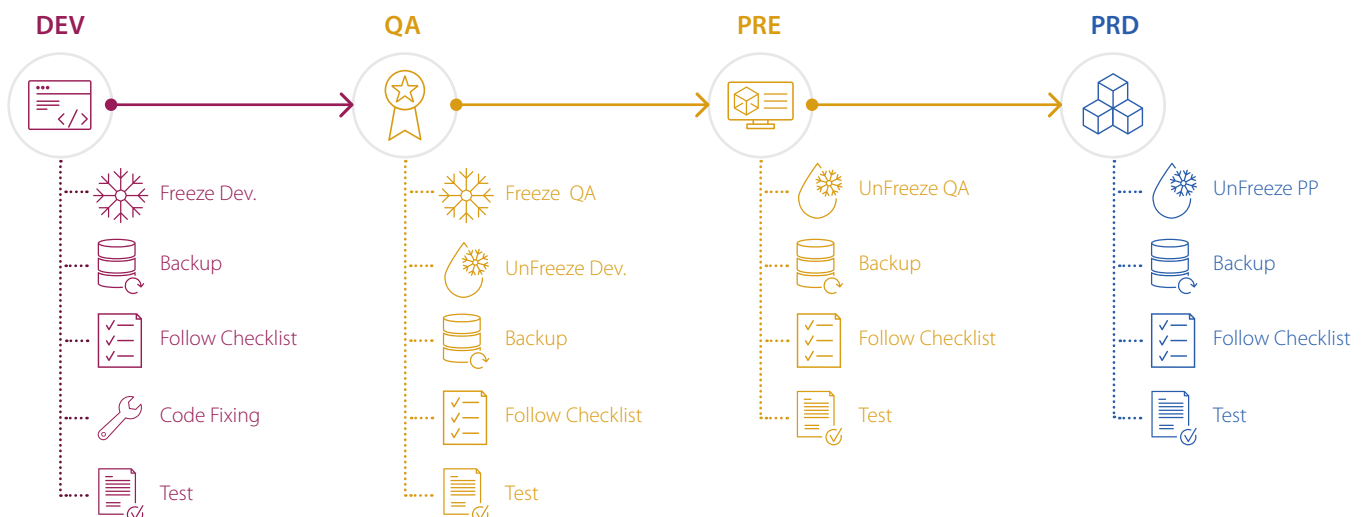 DEV
QA
PRE
PRD
</>
Freeze Dev.
Backup
Follow Checklist
Code Fixing
Test
Freeze QA
UnFreeze Dev.
Backup
Follow Checklist
Test
UnFreeze QA
Backup
Follow Checklist
Test
UnFreeze PP
Backup
Follow Checklist
Test